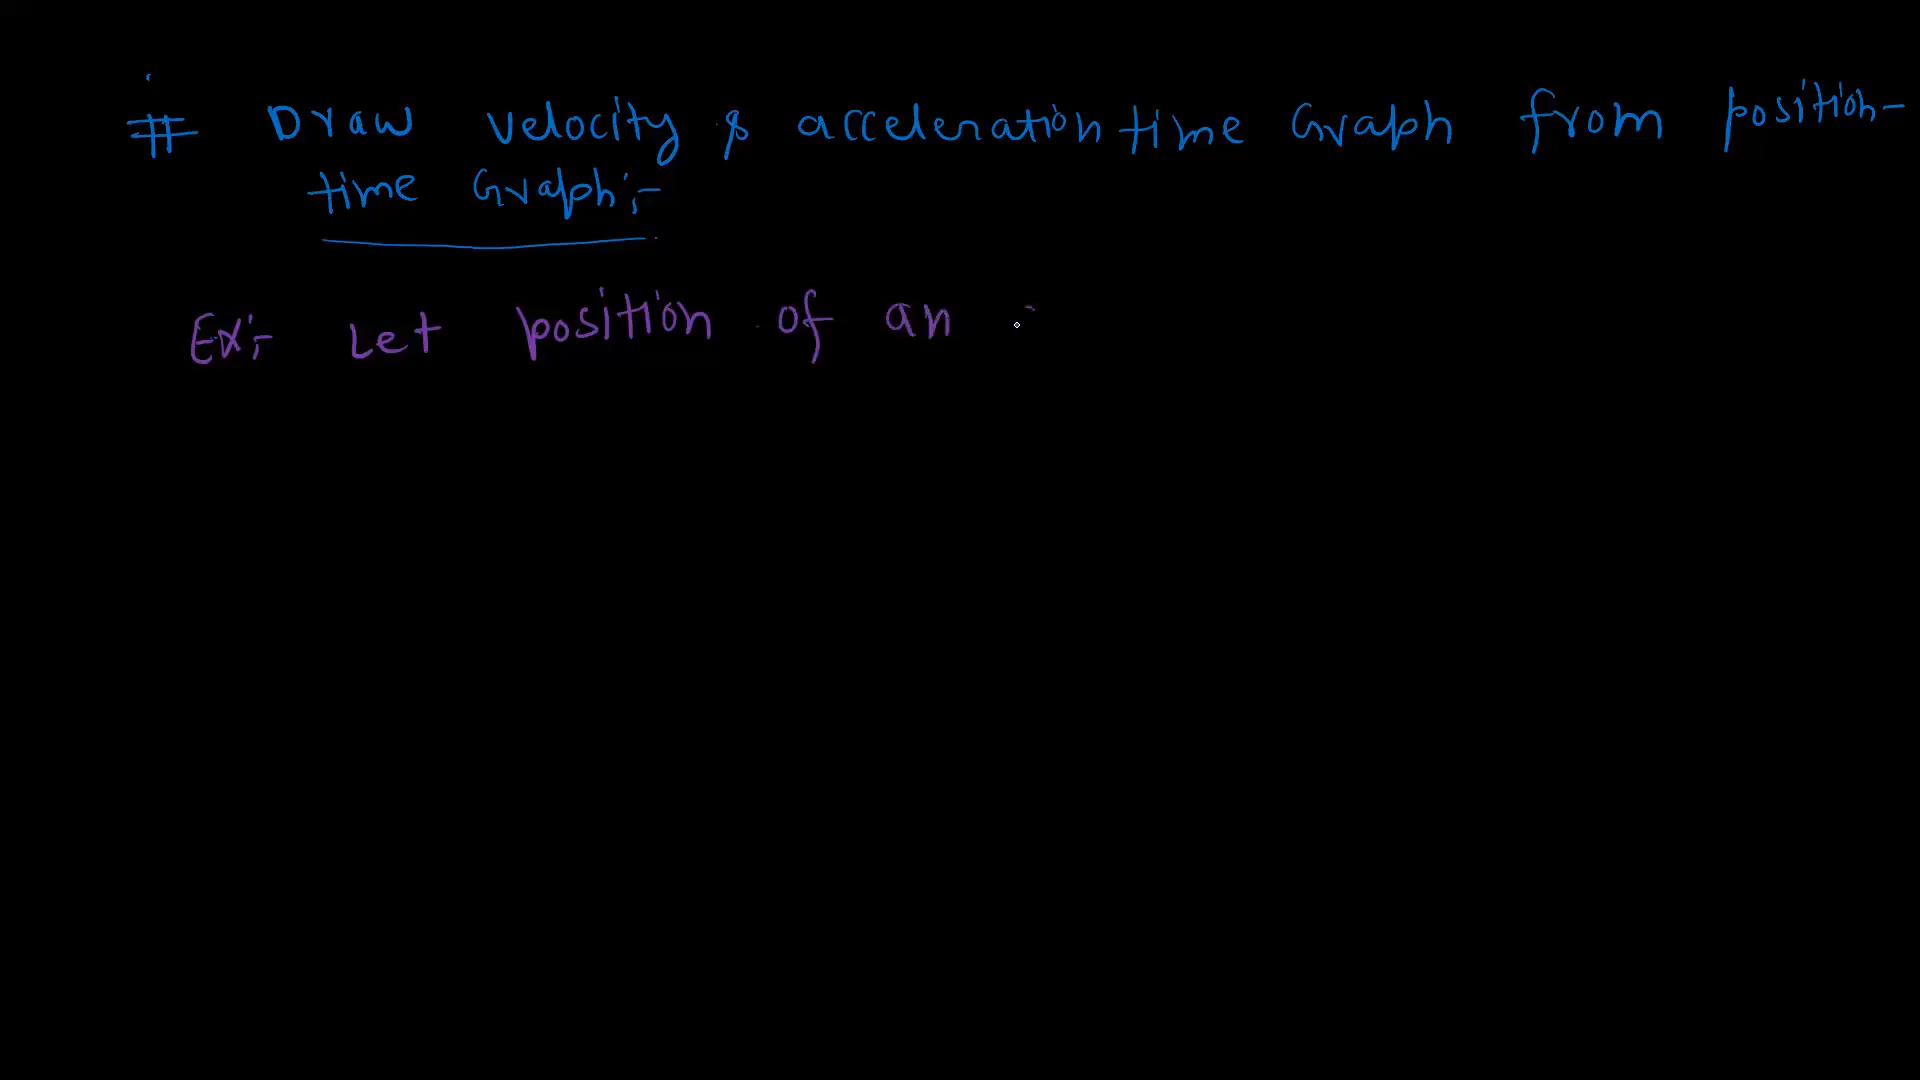 # Draw velocity & acceleration time Graph from position-
time Graph:-
Ex:- Let position of an